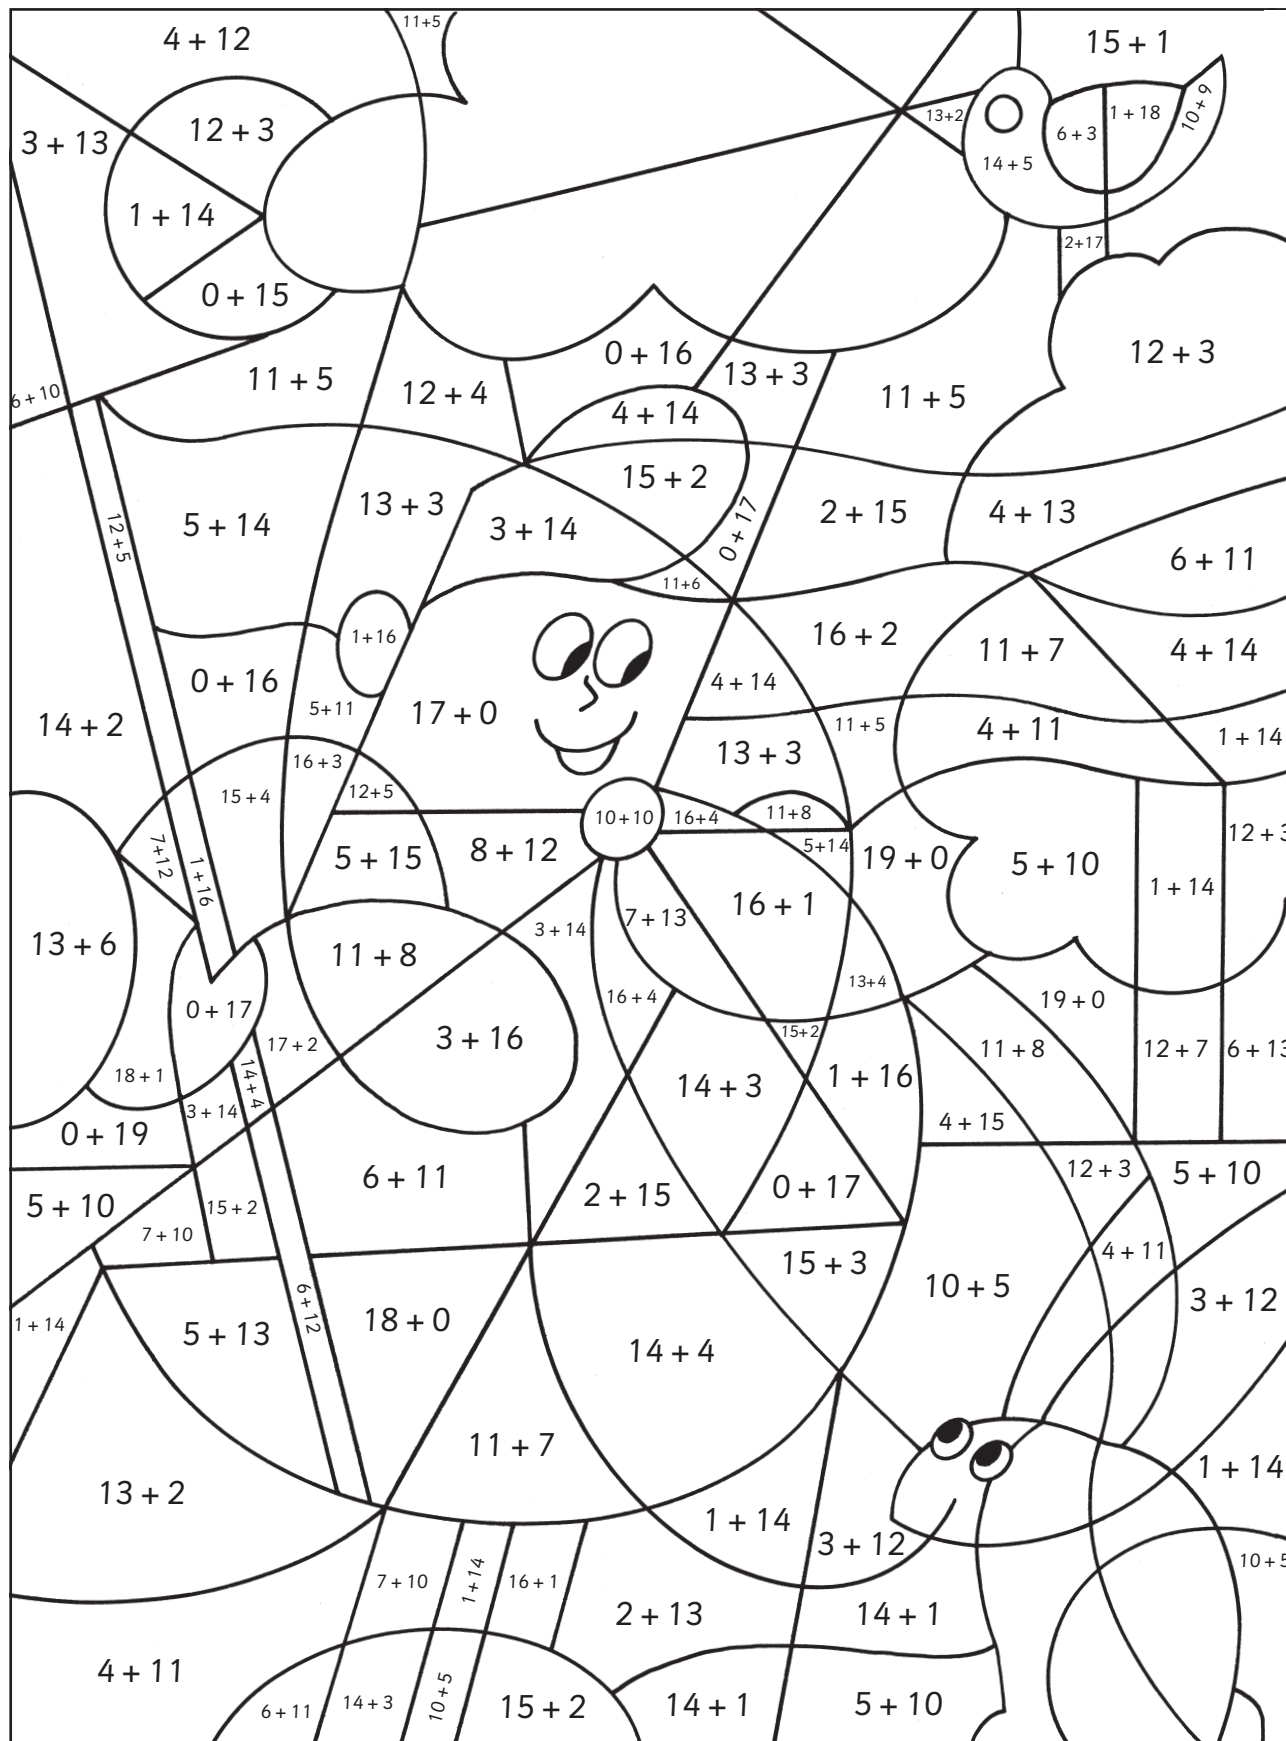 4 + 12
11+5
15 + 1
3 + 13
12 + 3
13+2
6 + 3
1 + 18
10 + 9
14 + 5
1 + 14
2+17
0 + 15
12 + 3
6 + 10
11 + 5
12 + 4
0 + 16
13 + 3
11 + 5
4 + 14
15 + 2
12 + 5
5 + 14
13 + 3
3 + 14
0 + 17
2 + 15
4 + 13
6 + 11
11+6
1+16
16 + 2
11 + 7
4 + 14
0 + 16
5+11
17 + 0
4 + 14
14 + 2
11 + 5
4 + 11
1 + 14
16 + 3
13 + 3
15 + 4
12+5
10 + 10
16+4
11+8
7+12
1 + 16
5 + 15
8 + 12
5+14
19 + 0
5 + 10
12 + 3
1 + 14
13 + 6
11 + 8
3 + 14
7 + 13
16 + 1
0 + 17
17 + 2
3 + 16
16 + 4
13+4
19 + 0
15+2
11 + 8
12 + 7
6 + 13
18 + 1
14 + 4
14 + 3
1 + 16
3 + 14
0 + 19
4 + 15
5 + 10
15 + 2
6 + 11
2 + 15
0 + 17
12 + 3
5 + 10
7 + 10
15 + 3
4 + 11
1 + 14
5 + 13
6 + 12
18 + 0
14 + 4
10 + 5
3 + 12
11 + 7
13 + 2
1 + 14
3 + 12
1 + 14
7 + 10
1 + 14
16 + 1
10 + 5
2 + 13
14 + 1
4 + 11
6 + 11
14 + 3
10 + 5
15 + 2
14 + 1
5 + 10